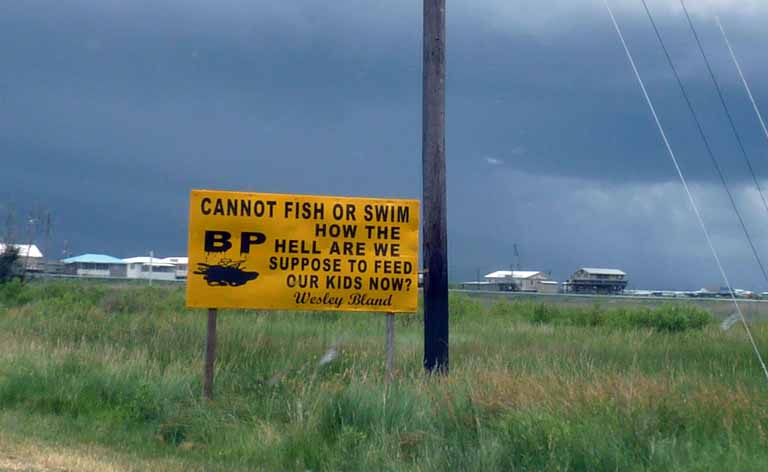 CANNOT FISH OR SWIM
BP
HOW THE
HELL ARE WE
SUPPOSE TO FEED
OUR KIDS NOW?
Wesley Bland